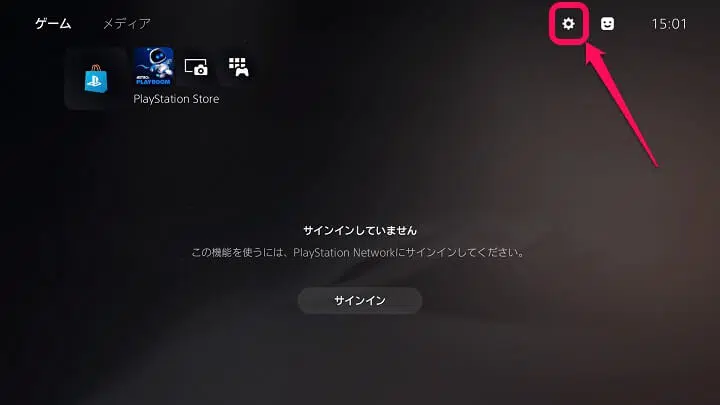 ゲーム メディア 15:01
ASTRO's
PLAYROOM
PlayStation Store
サインインしていません
この機能を使うには、PlayStation Networkにサインインしてください。
サインイン